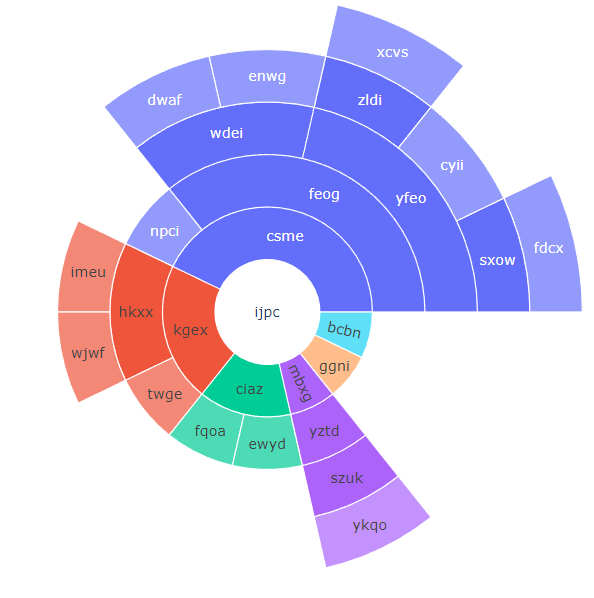 xcvs
enwg
dwaf
zldi
wdei
cyii
feog
yfeo
npci
csme
fdcx
sxow
imeu
hkxx
kgex
ijpc
bcbn
wjwf
ggni
mbxg
ciaz
twge
fqoa
ewyd
yztd
szuk
ykqo